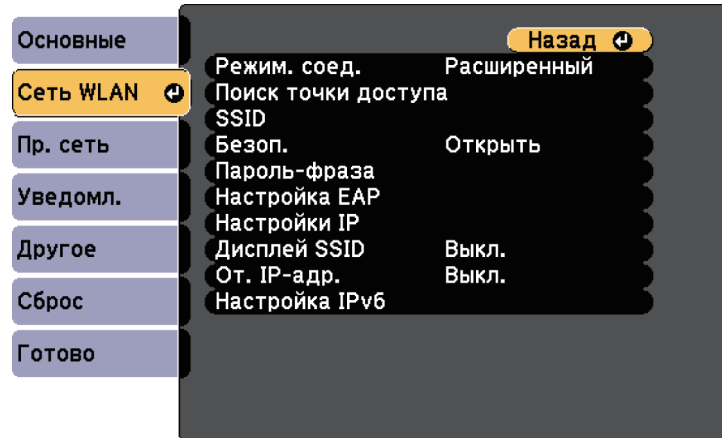 Основные
Сеть WLAN
Пр. сеть
Уведомл.
Другое
Сброс
Готово
Назад
Режим. соед. Расширенный
Поиск точки доступа
SSID
Безоп. Открыть
Пароль-фраза
Настройка EAP
Настройки IP
Дисплей SSID Выкл.
От. IP-адр. Выкл.
Настройка IPv6